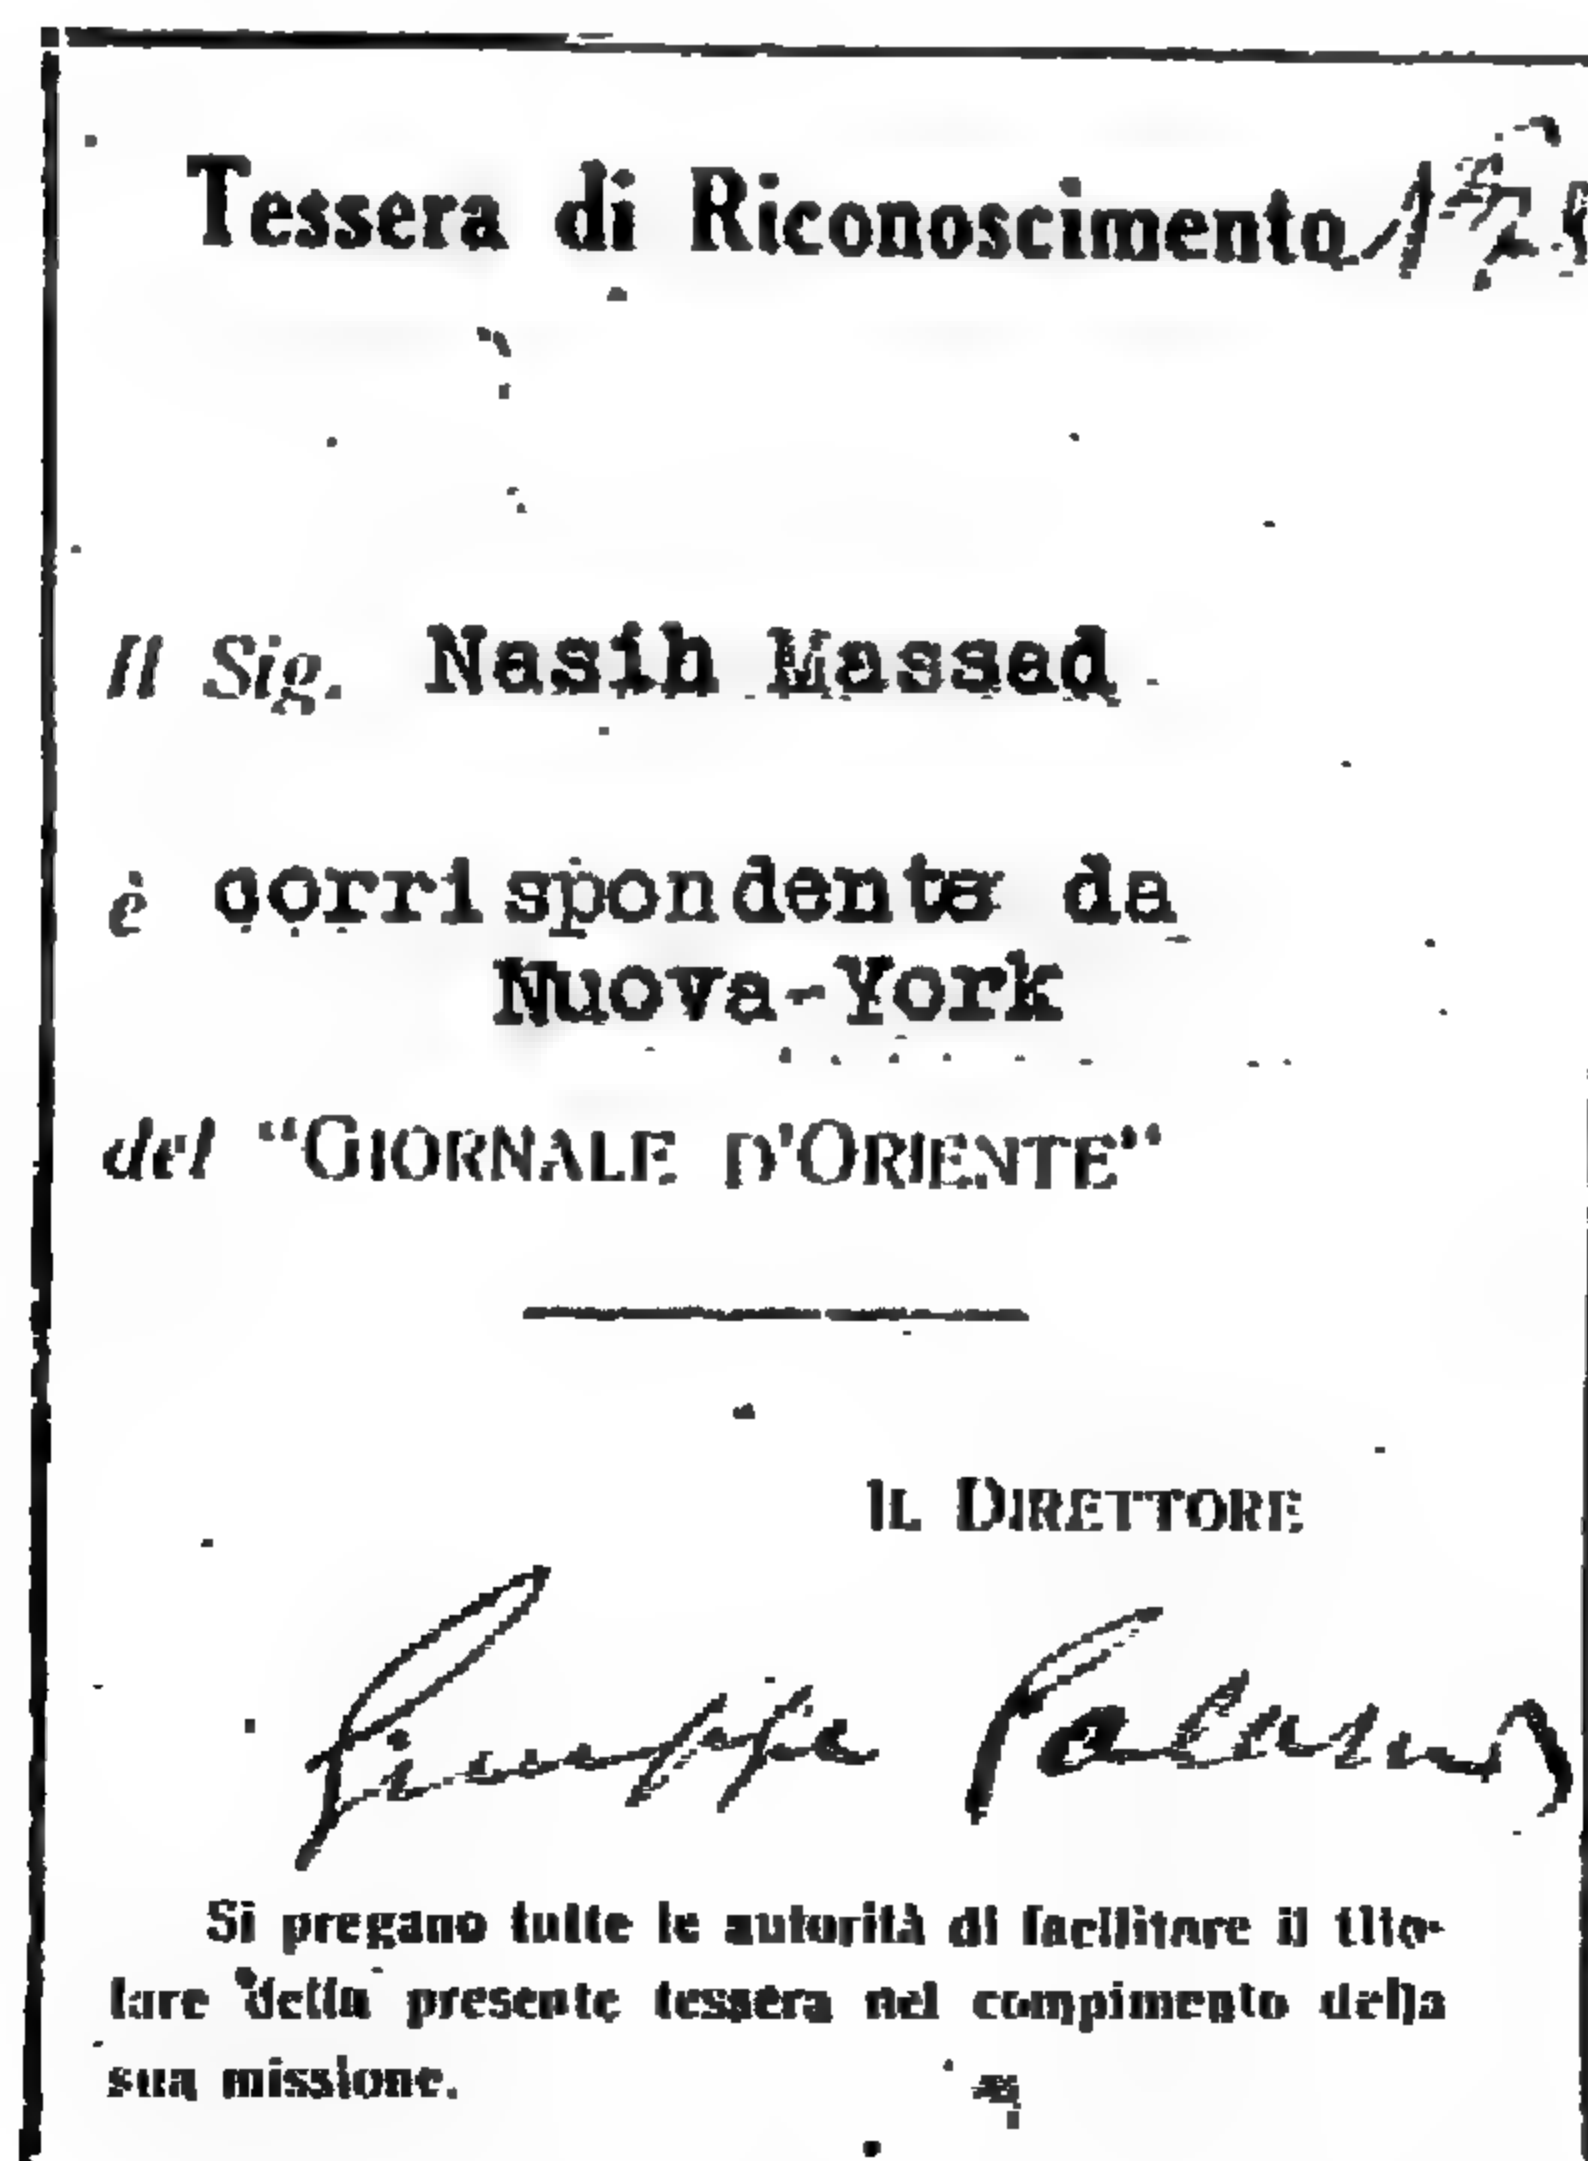 Tessera di Riconoscimento
Il Sig. Nasib Massad
è corrispondente da
Nuova-York
del "GIORNALE D'ORIENTE"
IL DIRETTORE
Giuseppe
Si pregano tutte le autorità di facilitare il tito-
lare della presente tessera nel compimento della
sua missione.